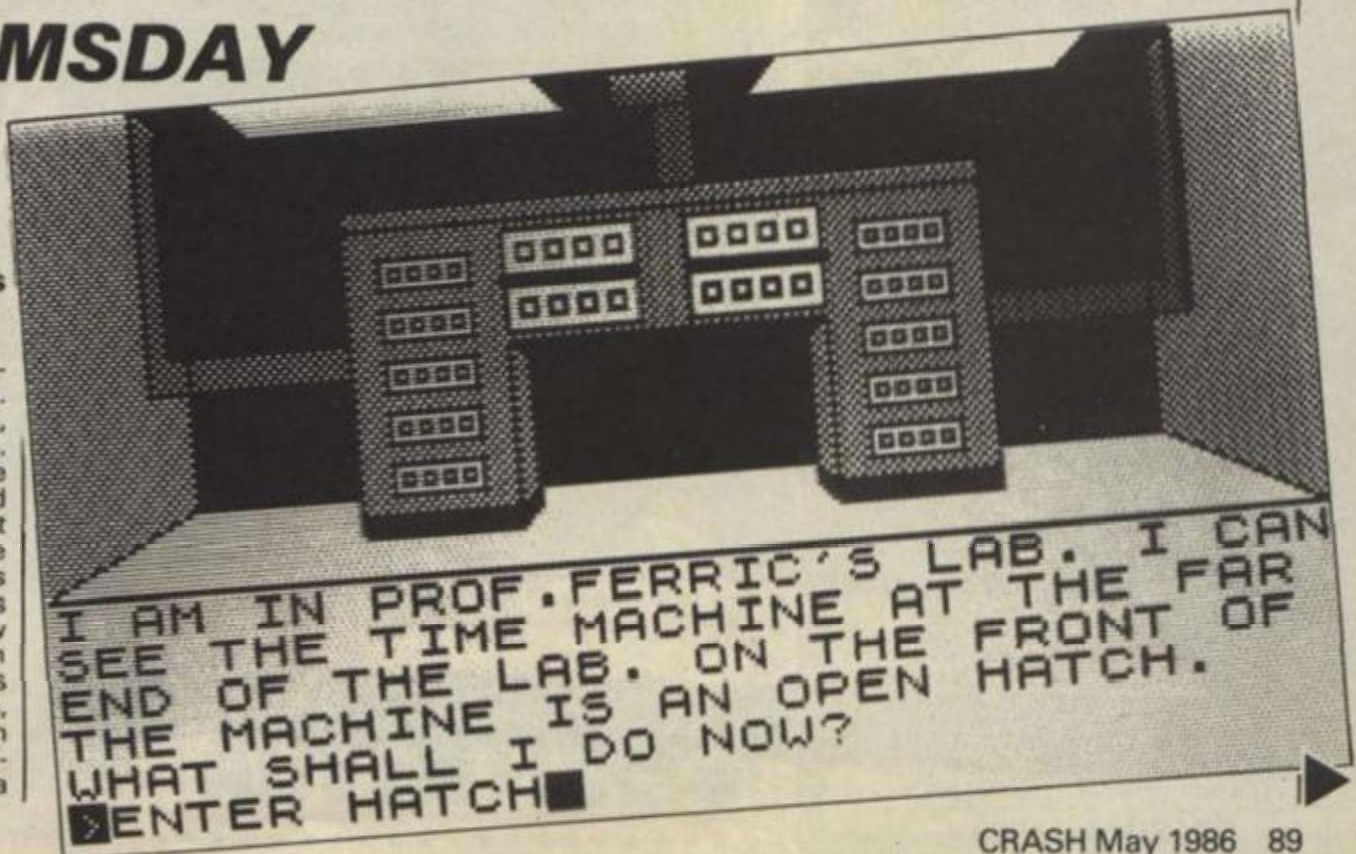 MSDAY
I AM IN PROF.FERRIC'S LAB. I CAN
SEE THE TIME MACHINE AT THE FAR
END OF THE LAB. ON THE FRONT OF
THE MACHINE IS AN OPEN HATCH.
WHAT SHALL I DO NOW?
>ENTER HATCH
CRASH May 1986 89